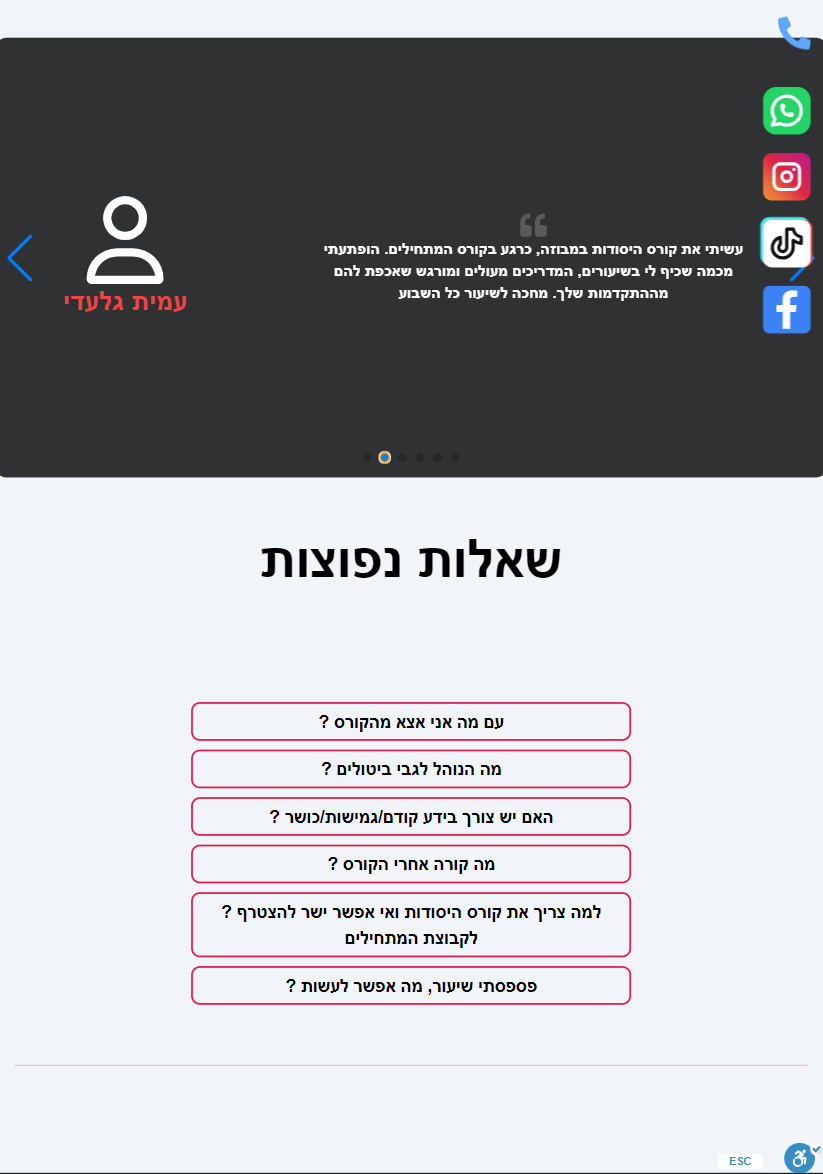 עשיתי את קורס היסודות במבוזה, כרגע בקורס המתחילים. הופתעתי
מכמה שכיף לי בשיעורים, המדריכים מעולים ומורגש שאכפת להם
מההתקדמות שלך. מחכה לשיעור כל השבוע
עמית גלעדי
שאלות נפוצות
עם מה אני אצא מהקורס ?
מה הנוהל לגבי ביטולים ?
האם יש צורך בידע קודם/גמישות/כושר ?
מה קורה אחרי הקורס ?
למה צריך את קורס היסודות ואי אפשר ישר להצטרף ?
לקבוצת המתחילים
פספסתי שיעור, מה אפשר לעשות ?
ESC